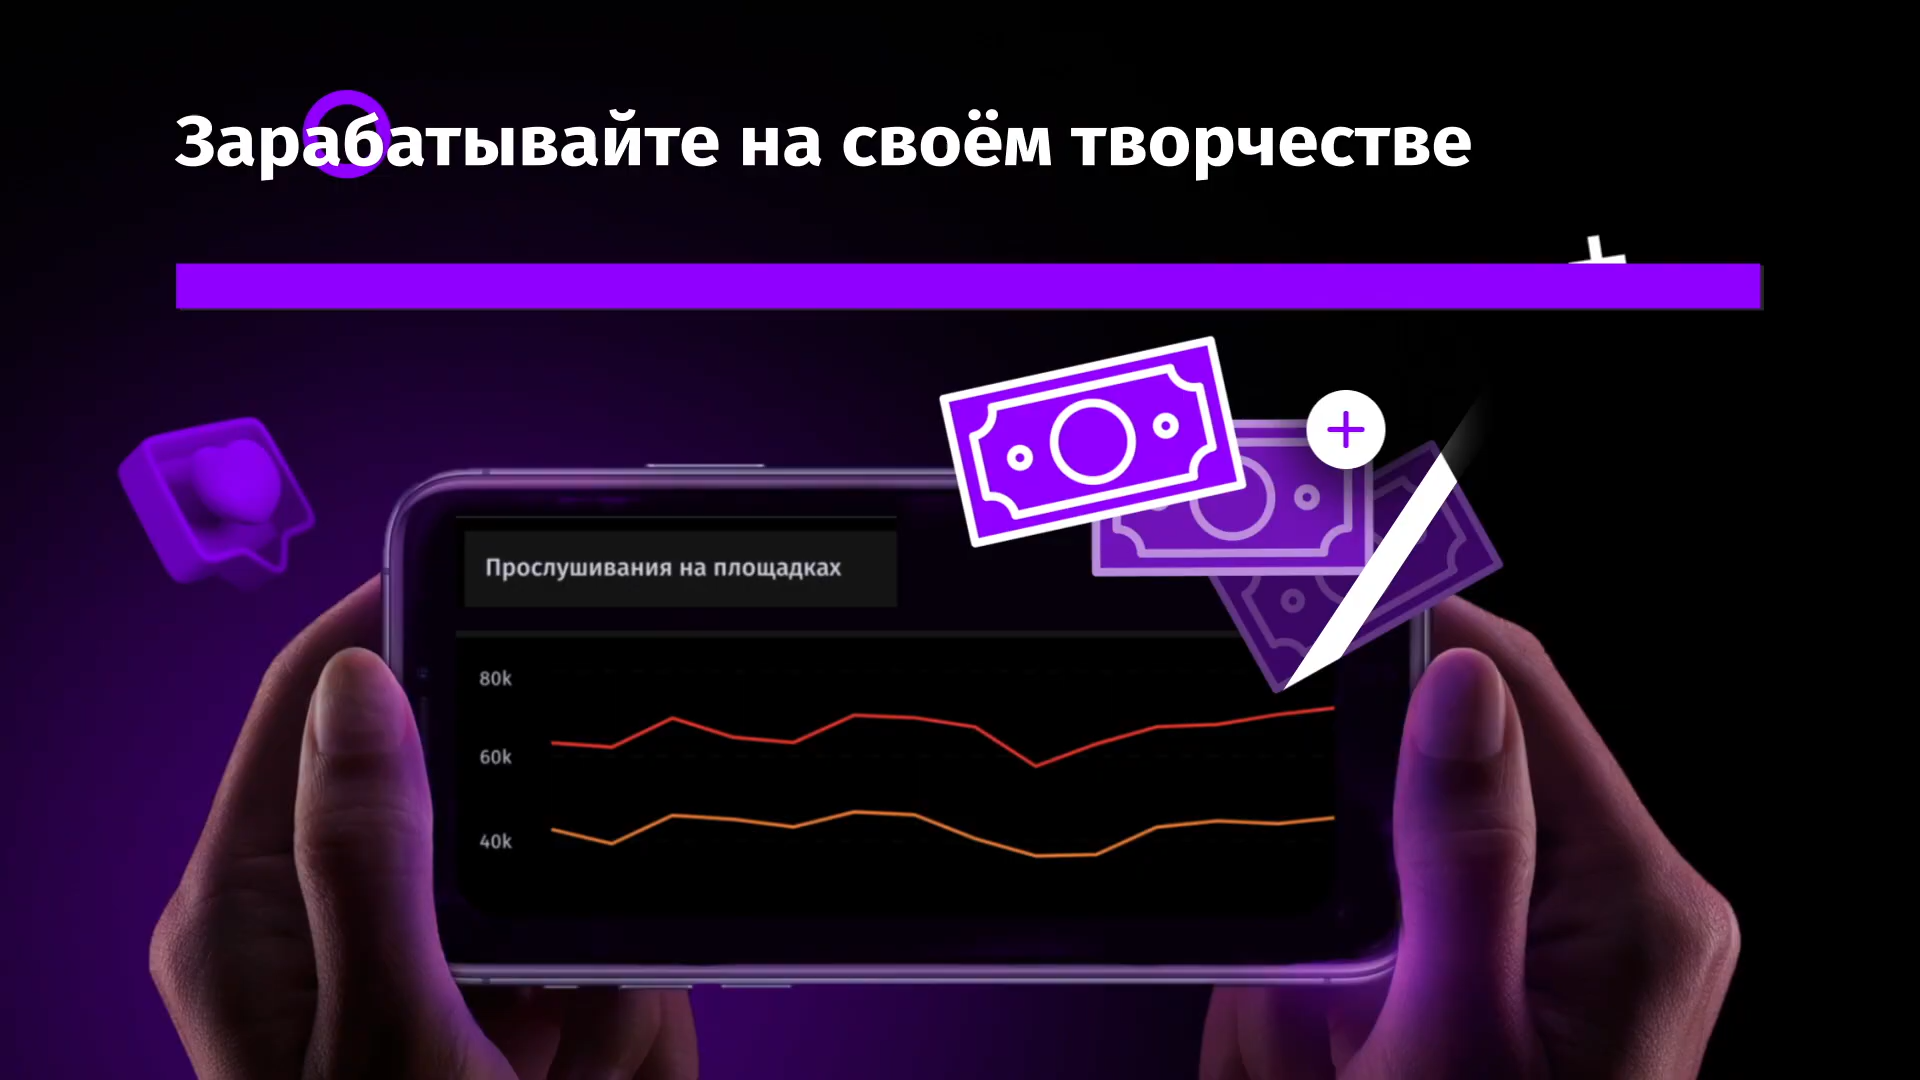 Зарабатывайте на своём творчестве
Прослушивания на площадках
80k
60k
40k